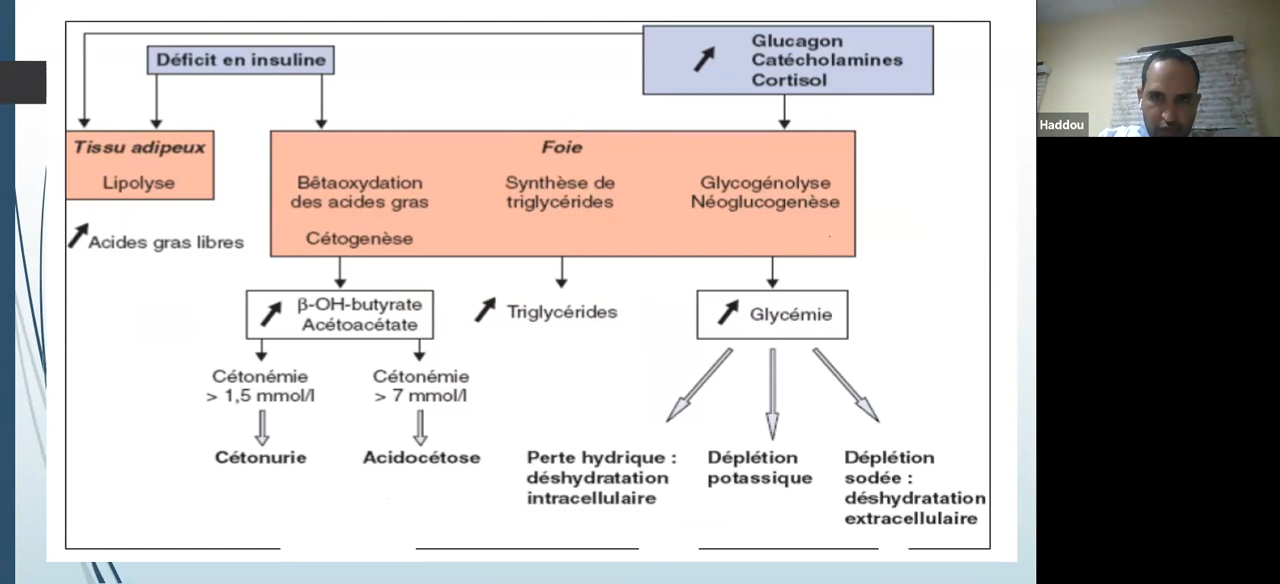 Glucagon
Catécholamines
Cortisol
Déficit en insuline
Tissu adipeux
Lipolyse
Acides gras libres
Foie
Bêtaoxydation
des acides gras
Cétogenèse
Synthèse de
triglycérides
Glycogénolyse
Néoglucogenèse
β-OH-butyrate
Acétoacétate
Triglycérides
Glycémie
Cétonémie
> 1,5 mmol/l
Cétonémie
> 7 mmol/l
Cétonurie
Acidocétose
Perte hydrique :
déshydratation
intracellulaire
Déplétion
potassique
Déplétion
sodée :
déshydratation
extracellulaire
Haddou